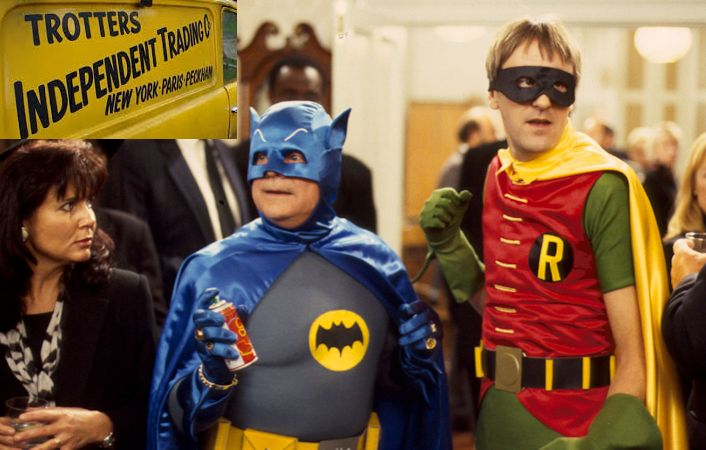 TROTTERS
INDEPENDENT TRADING Co
NEW YORK·PARIS·PECKHAM
R